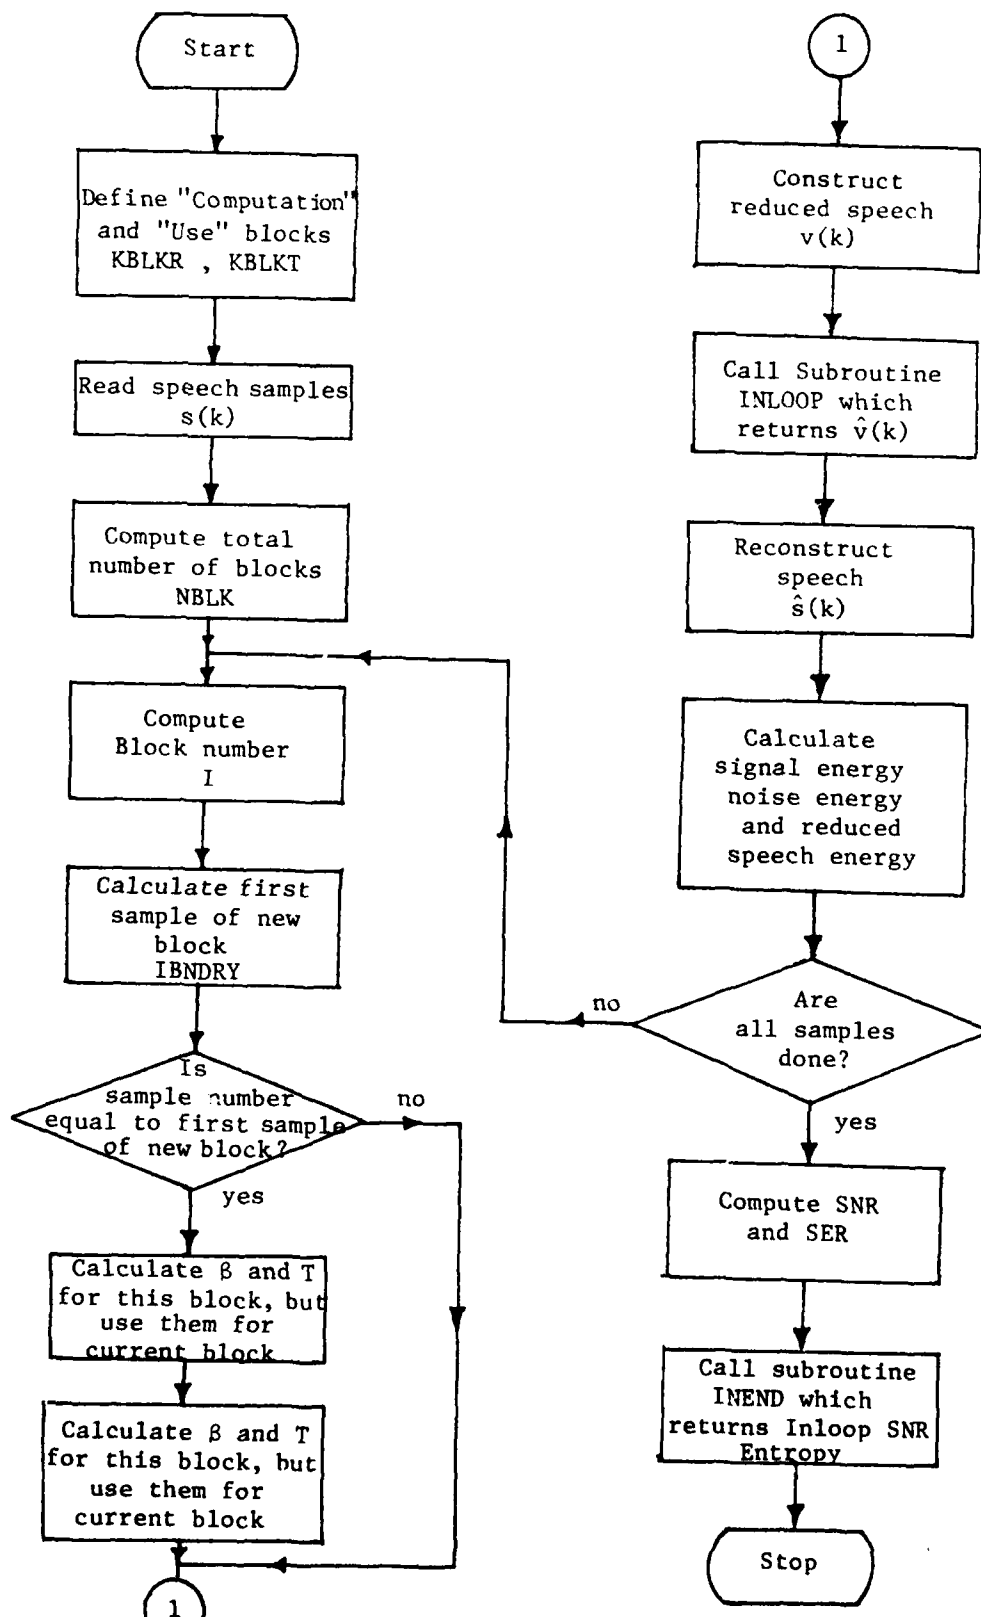 Start
Define "Computation"
and "Use" blocks
KBLKR , KBLKT
Read speech samples
s(k)
Compute total
number of blocks
NBLK
Compute
Block number
I
Calculate first
sample of new
block
IBNDRY
Is
sample number
equal to first sample
of new block?
no
yes
Calculate β and T
for this block, but
use them for
current block
Calculate β and T
for this block, but
use them for
current block
1
1
Construct
reduced speech
v(k)
Call Subroutine
INLOOP which
returns v̂(k)
Reconstruct
speech
ŝ(k)
Calculate
signal energy
noise energy
and reduced
speech energy
Are
all samples
done?
no
yes
Compute SNR
and SER
Call subroutine
INEND which
returns Inloop SNR
Entropy
Stop